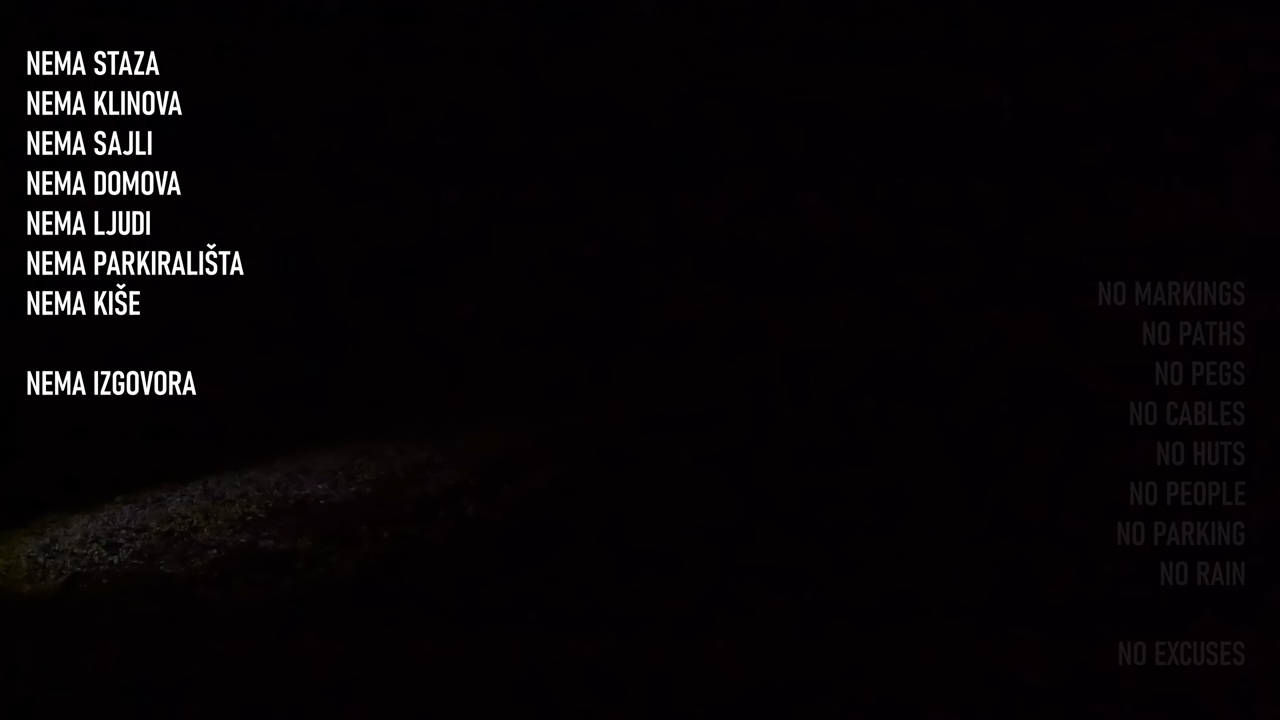 NEMA STAZA
NEMA KLINOVA
NEMA SAJLI
NEMA DOMOVA
NEMA LJUDI
NEMA PARKIRALIŠTA
NEMA KIŠE
NEMA IZGOVORA
NO MARKINGS
NO PATHS
NO PEGS
NO CABLES
NO HUTS
NO PEOPLE
NO PARKING
NO RAIN
NO EXCUSES